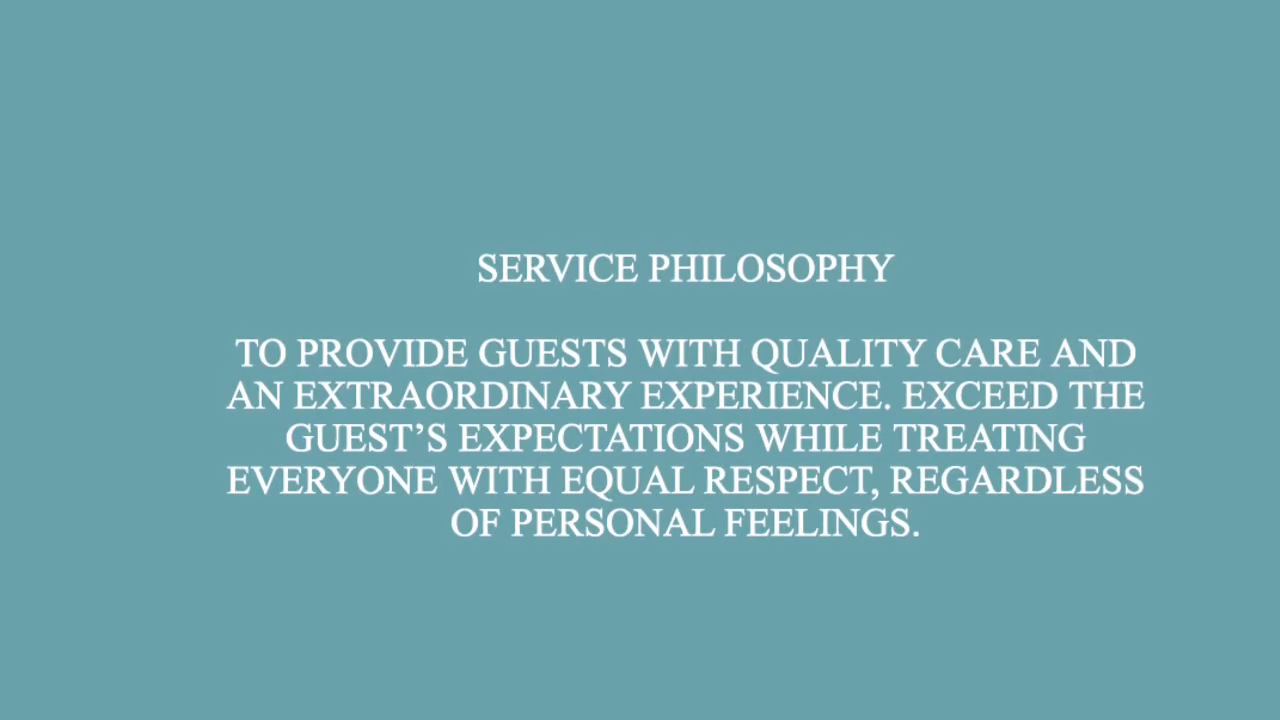 SERVICE PHILOSOPHY
TO PROVIDE GUESTS WITH QUALITY CARE AND
AN EXTRAORDINARY EXPERIENCE. EXCEED THE
GUEST’S EXPECTATIONS WHILE TREATING
EVERYONE WITH EQUAL RESPECT, REGARDLESS
OF PERSONAL FEELINGS.